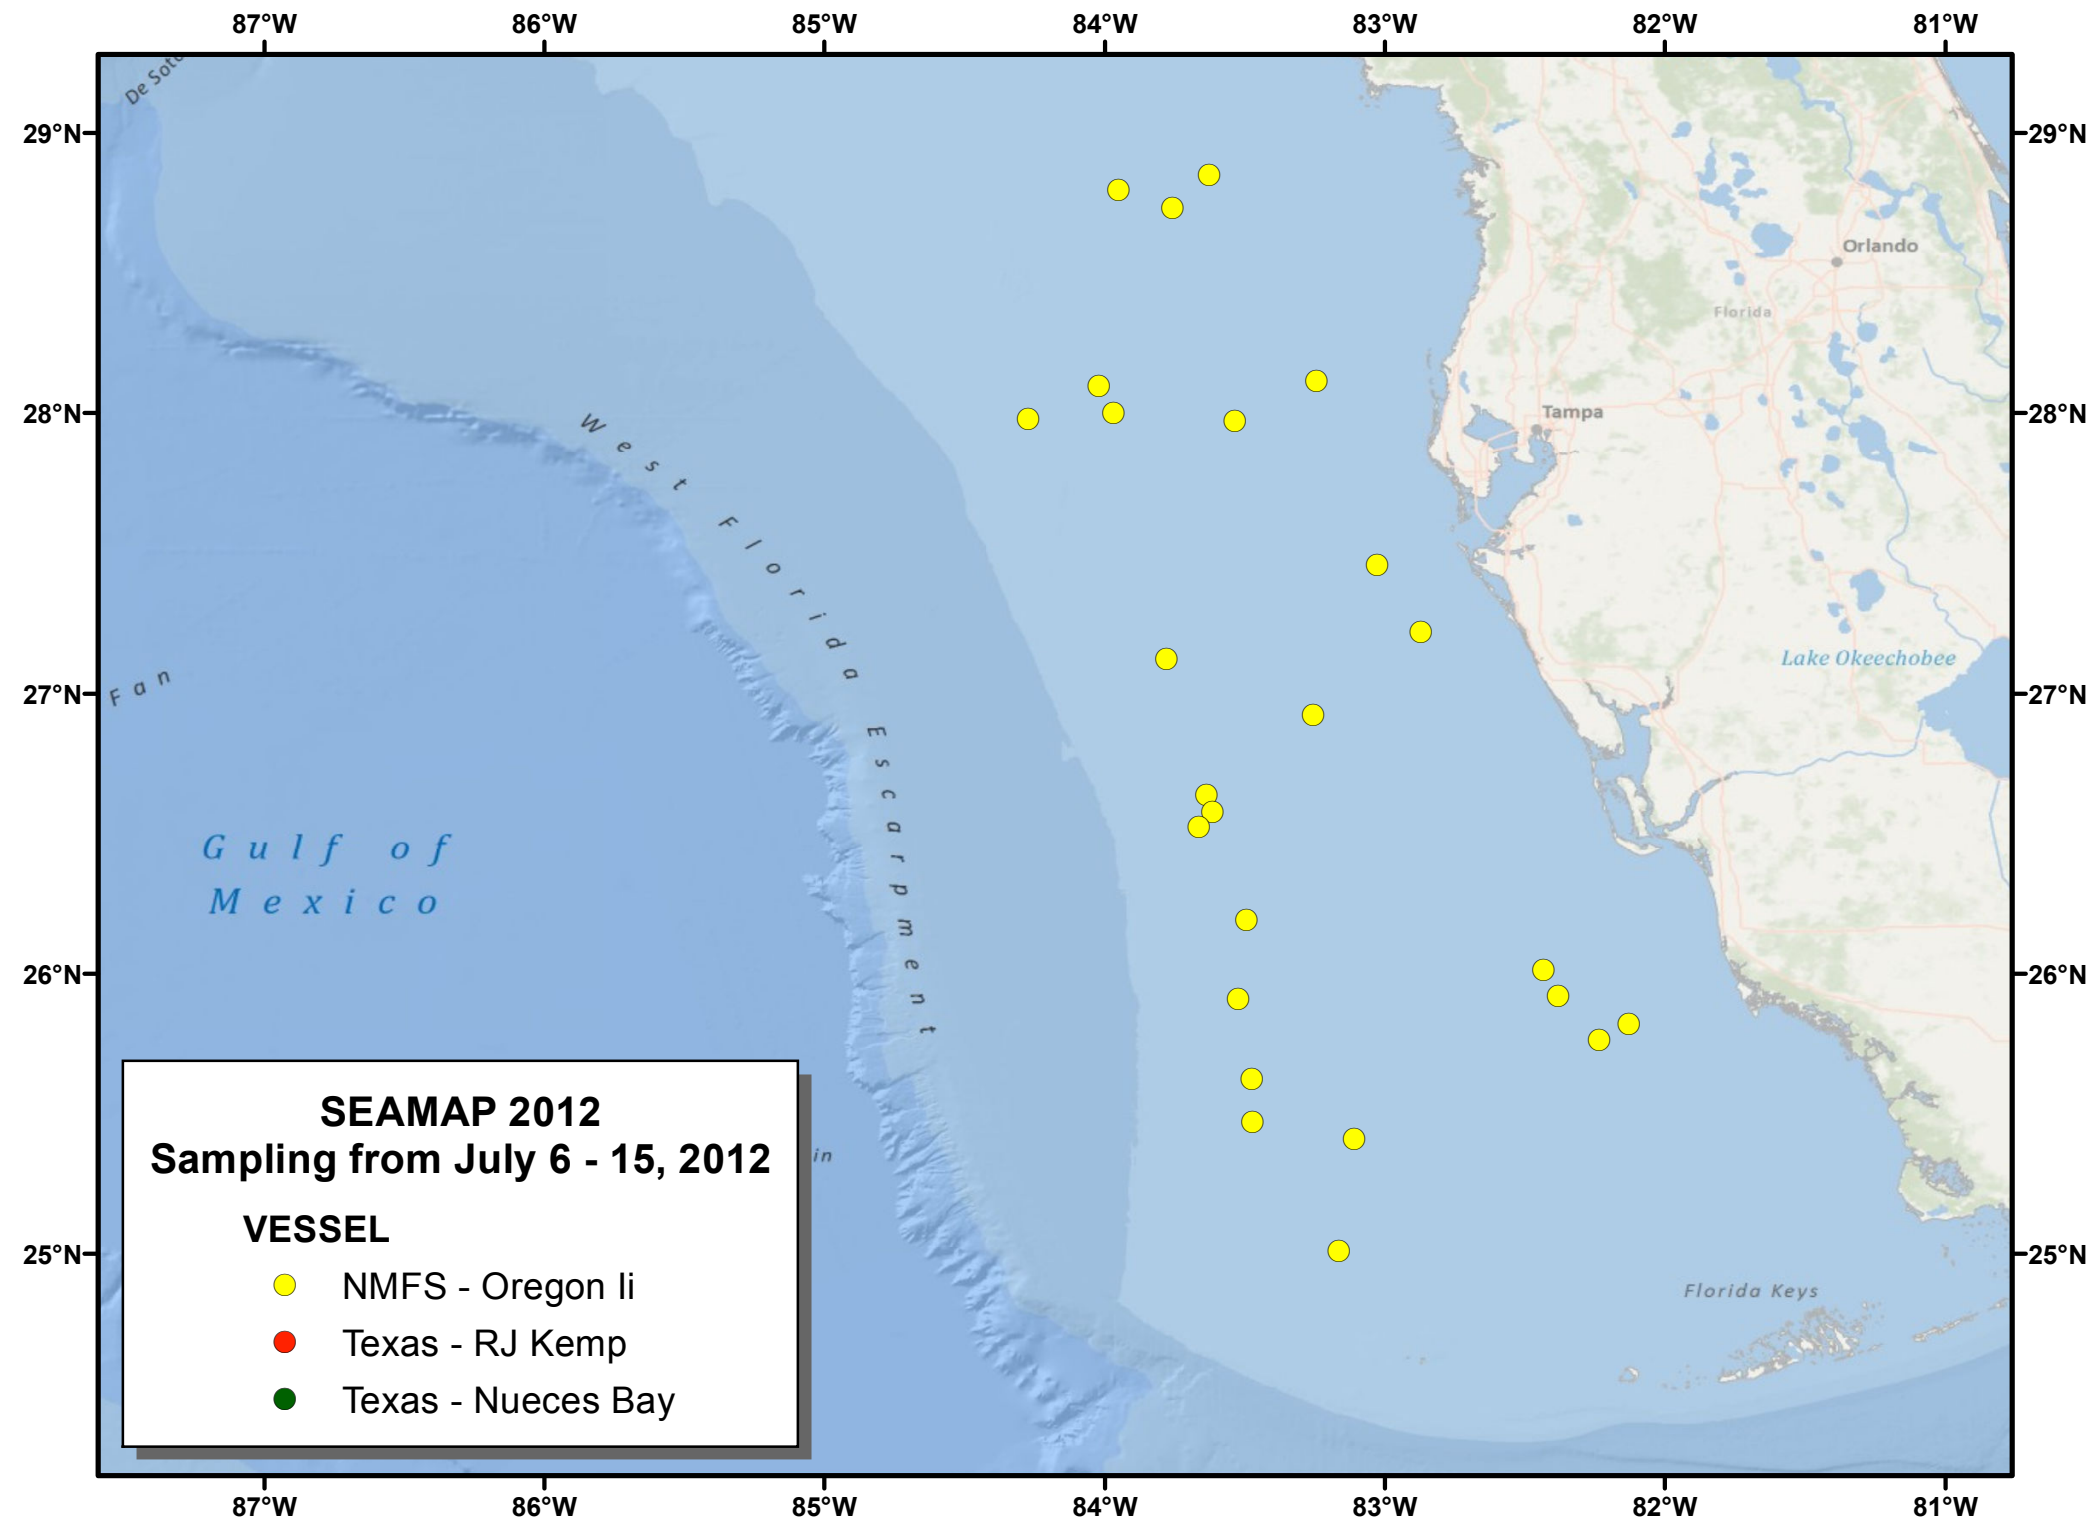 87°W 86°W 85°W 84°W 83°W 82°W 81°W
De Soto
29°N 29°N
Orlando
Florida
28°N Tampa 28°N
West Florida Escarpment
Lake Okeechobee
Fan
27°N 27°N
Gulf of
Mexico
26°N 26°N
SEAMAP 2012
Sampling from July 6 - 15, 2012
in
VESSEL
25°N 25°N
NMFS - Oregon Ii
Florida Keys
Texas - RJ Kemp
Texas - Nueces Bay
87°W 86°W 85°W 84°W 83°W 82°W 81°W